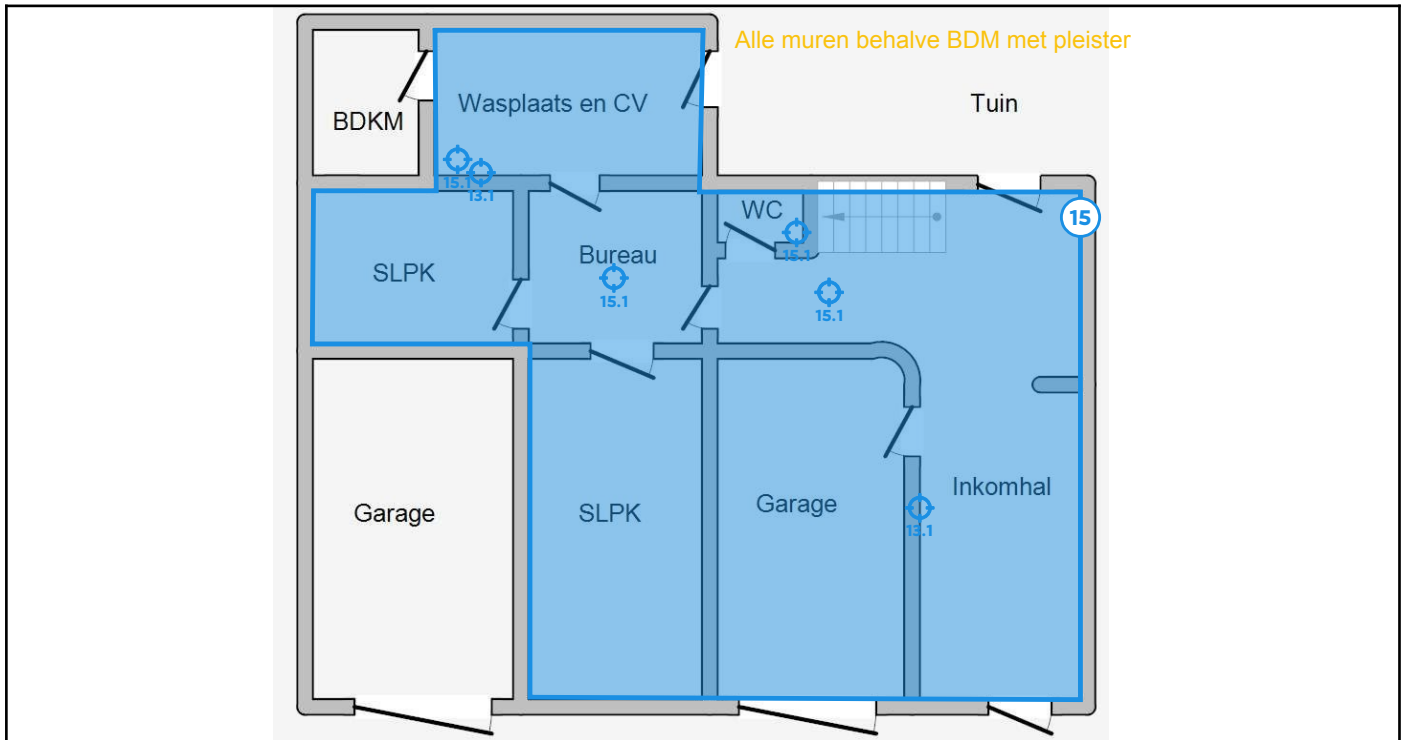 Alle muren behalve BDM met pleister
Wasplaats en CV
Tuin
BDKM
15.1
13.1
WC
15
SLPK
Bureau
15.1
15.1
15.1
Garage
SLPK
Garage
Inkomhal
13.1